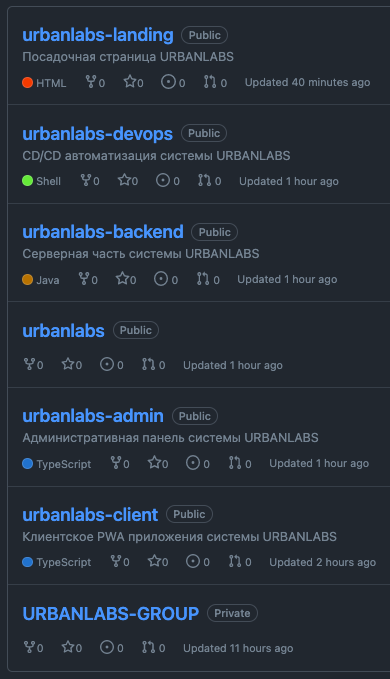 urbanlabs-landing Public
Посадочная страница URBANLABS
HTML 0 0 0 0 Updated 40 minutes ago
urbanlabs-devops Public
CD/CD автоматизация системы URBANLABS
Shell 0 0 0 0 Updated 1 hour ago
urbanlabs-backend Public
Серверная часть системы URBANLABS
Java 0 0 0 0 Updated 1 hour ago
urbanlabs Public
0 0 0 0 Updated 1 hour ago
urbanlabs-admin Public
Административная панель системы URBANLABS
TypeScript 0 0 0 0 Updated 1 hour ago
urbanlabs-client Public
Клиентское PWA приложения системы URBANLABS
TypeScript 0 0 0 0 Updated 2 hours ago
URBANLABS-GROUP Private
0 0 0 0 Updated 11 hours ago